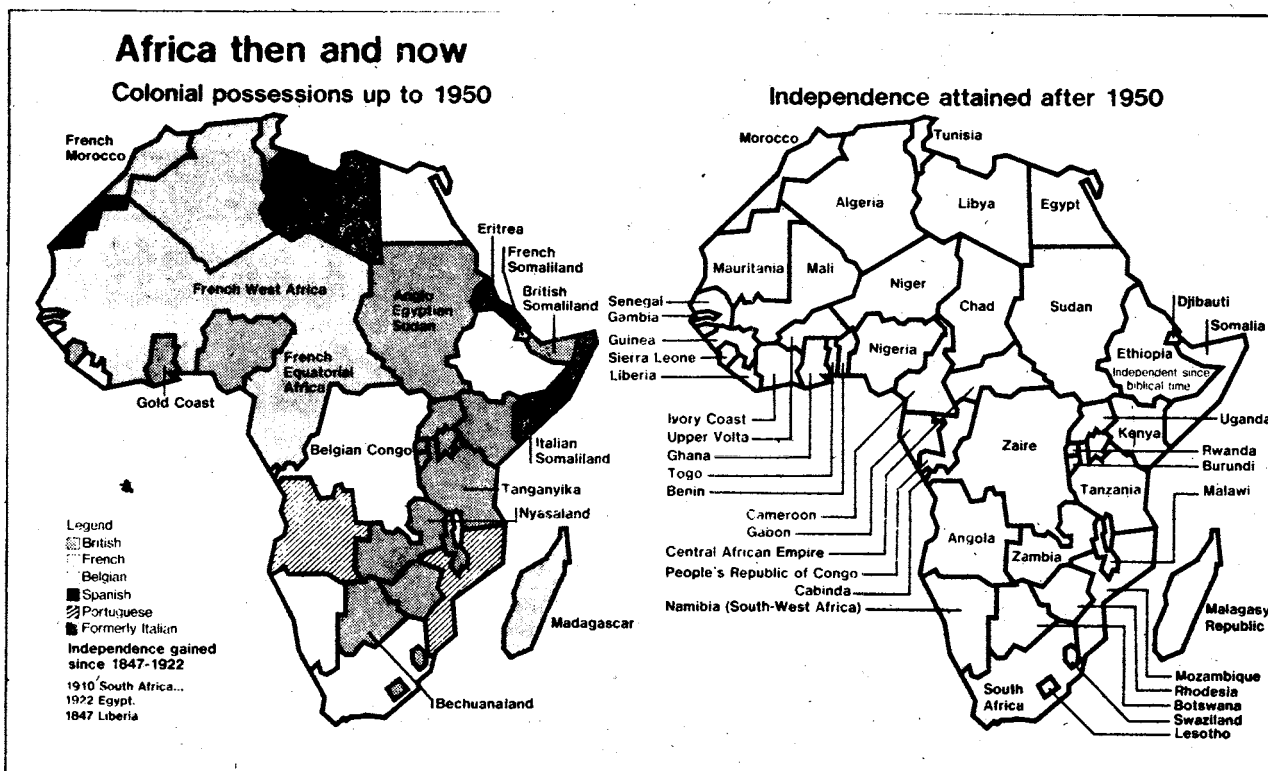 Africa then and now
Colonial possessions up to 1950
French
Morocco
Eritrea
French
Somaliland
British
Somaliland
French West Africa
Anglo
Egyptian
Sudan
French
Equatorial
Africa
Gold Coast
Belgian Congo
Italian
Somaliland
Tanganyika
Nyasaland
Madagascar
Bechuanaland
Legend
British
French
Belgian
Spanish
Portuguese
Formerly Italian
Independence gained
since 1847-1922
1910 South Africa...
1922 Egypt.
1847 Liberia
Independence attained after 1950
Morocco
Tunisia
Algeria
Libya
Egypt
Mauritania
Mali
Niger
Chad
Sudan
Senegal
Gambia
Guinea
Sierra Leone
Liberia
Nigeria
Djibauti
Somalia
Ethiopia
Independent since
biblical time
Ivory Coast
Upper Volta
Ghana
Togo
Benin
Cameroon
Gabon
Central African Empire
People's Republic of Congo
Cabinda
Namibia (South-West Africa)
Zaire
Uganda
Kenya
Rwanda
Burundi
Tanzania
Malawi
Angola
Zambia
Malagasy
Republic
Mozambique
Rhodesia
Botswana
Swaziland
Lesotho
South
Africa